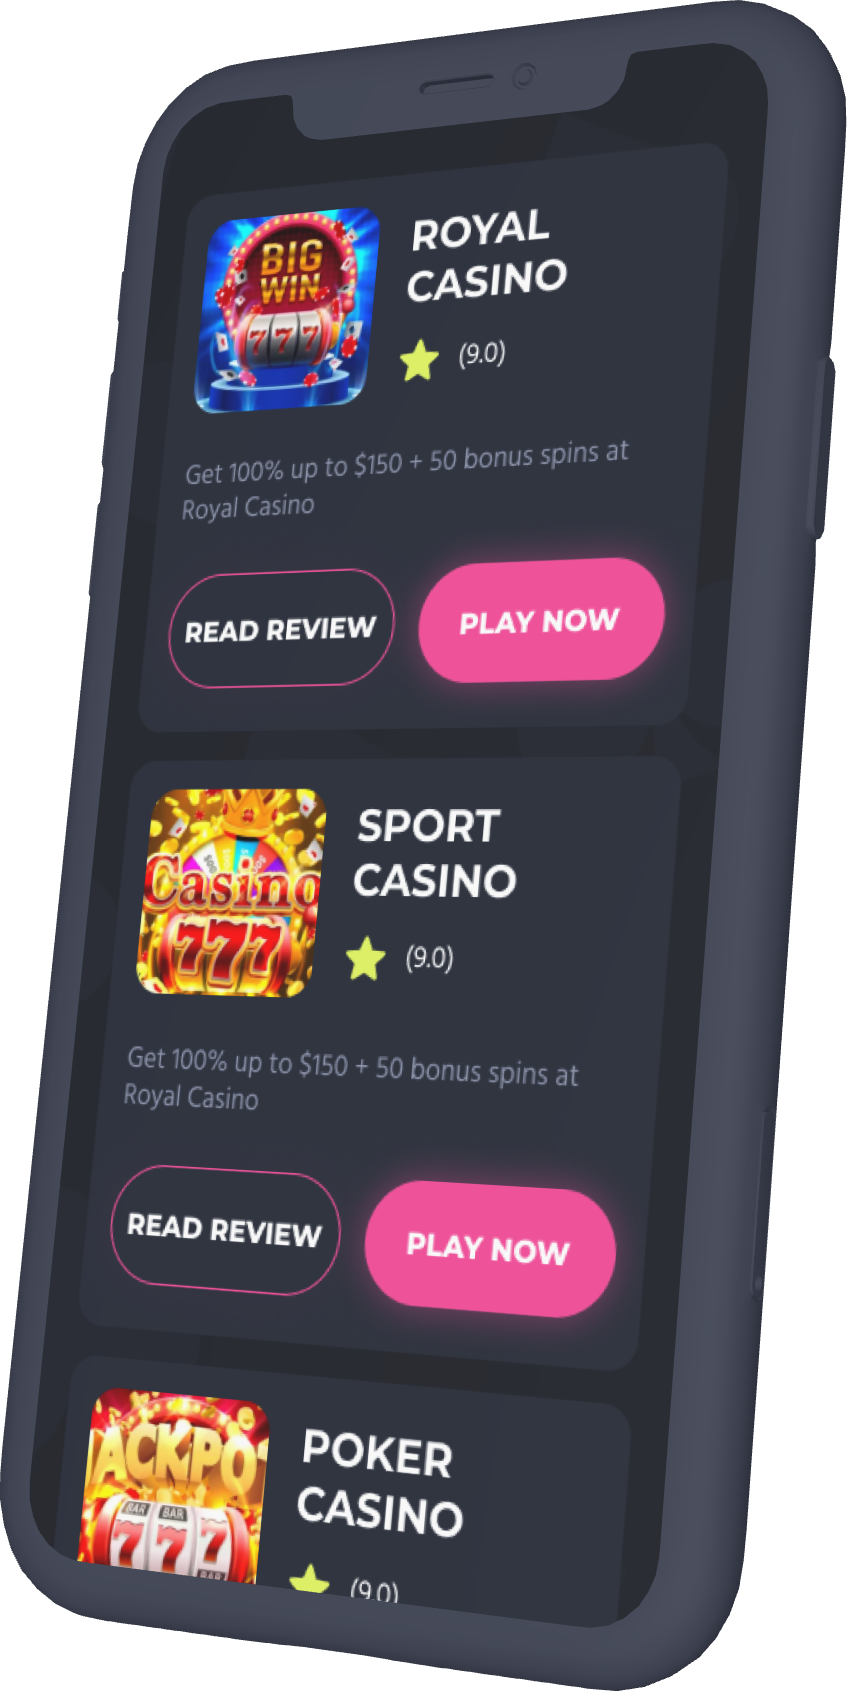 BIG
WIN
777
ROYAL
CASINO
(9.0)
Get 100% up to $150 + 50 bonus spins at
Royal Casino
READ REVIEW
PLAY NOW
Casino
777
SPORT
CASINO
(9.0)
Get 100% up to $150 + 50 bonus spins at
Royal Casino
READ REVIEW
PLAY NOW
JACKPO
BAR BAR
777
BAR
POKER
CASINO
(9.0)